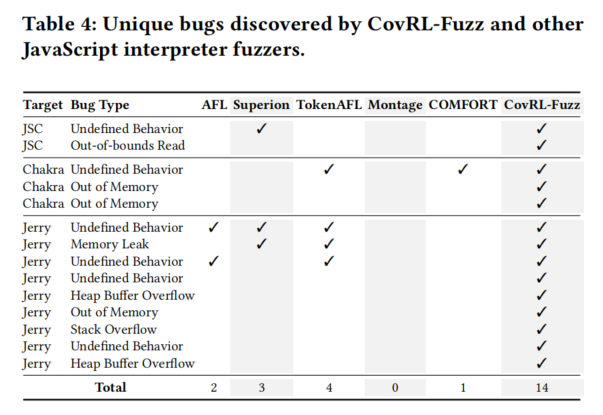 Table 4: Unique bugs discovered by CovRL-Fuzz and other
JavaScript interpreter fuzzers.
Target Bug Type AFL Superion TokenAFL Montage COMFORT CovRL-Fuzz
JSC Undefined Behavior ✓ ✓
JSC Out-of-bounds Read ✓
Chakra Undefined Behavior ✓ ✓ ✓
Chakra Out of Memory ✓
Chakra Out of Memory ✓
Jerry Undefined Behavior ✓ ✓ ✓ ✓
Jerry Memory Leak ✓ ✓ ✓
Jerry Undefined Behavior ✓ ✓ ✓
Jerry Undefined Behavior ✓
Jerry Heap Buffer Overflow ✓
Jerry Out of Memory ✓
Jerry Stack Overflow ✓
Jerry Undefined Behavior ✓
Jerry Heap Buffer Overflow ✓
Total 2 3 4 0 1 14